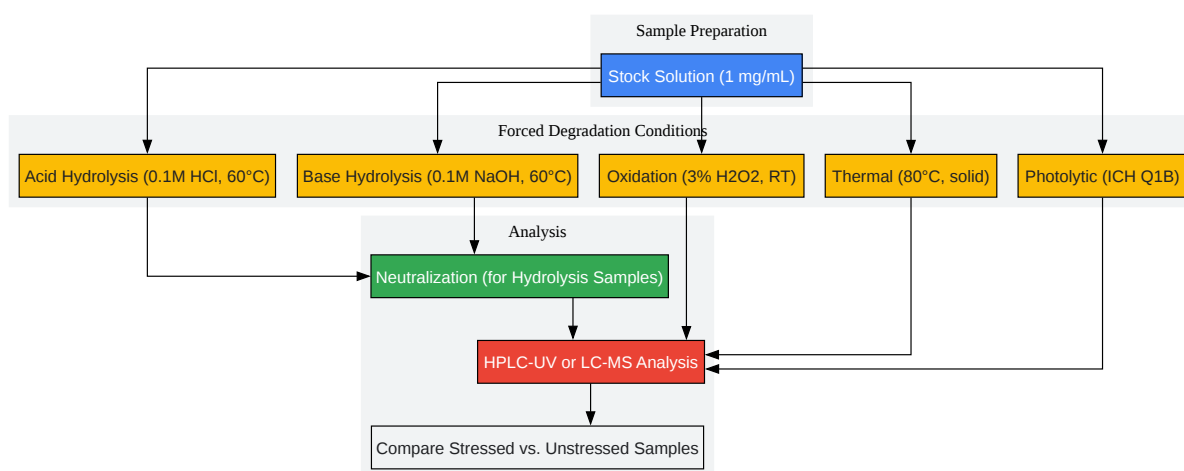 Sample Preparation
Stock Solution (1 mg/mL)
Forced Degradation Conditions
Acid Hydrolysis (0.1M HCl, 60°C)
Base Hydrolysis (0.1M NaOH, 60°C)
Oxidation (3% H2O2, RT)
Thermal (80°C, solid)
Photolytic (ICH Q1B)
Analysis
Neutralization (for Hydrolysis Samples)
HPLC-UV or LC-MS Analysis
Compare Stressed vs. Unstressed Samples